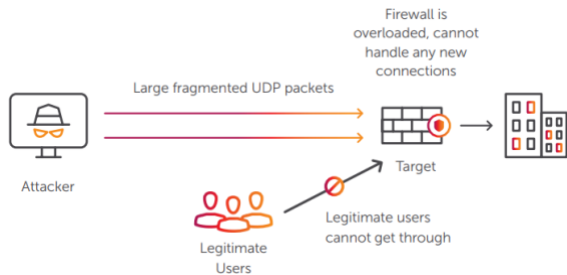 Firewall is
overloaded, cannot
handle any new
connections
Large fragmented UDP packets
Attacker
Target
Legitimate users
cannot get through
Legitimate
Users